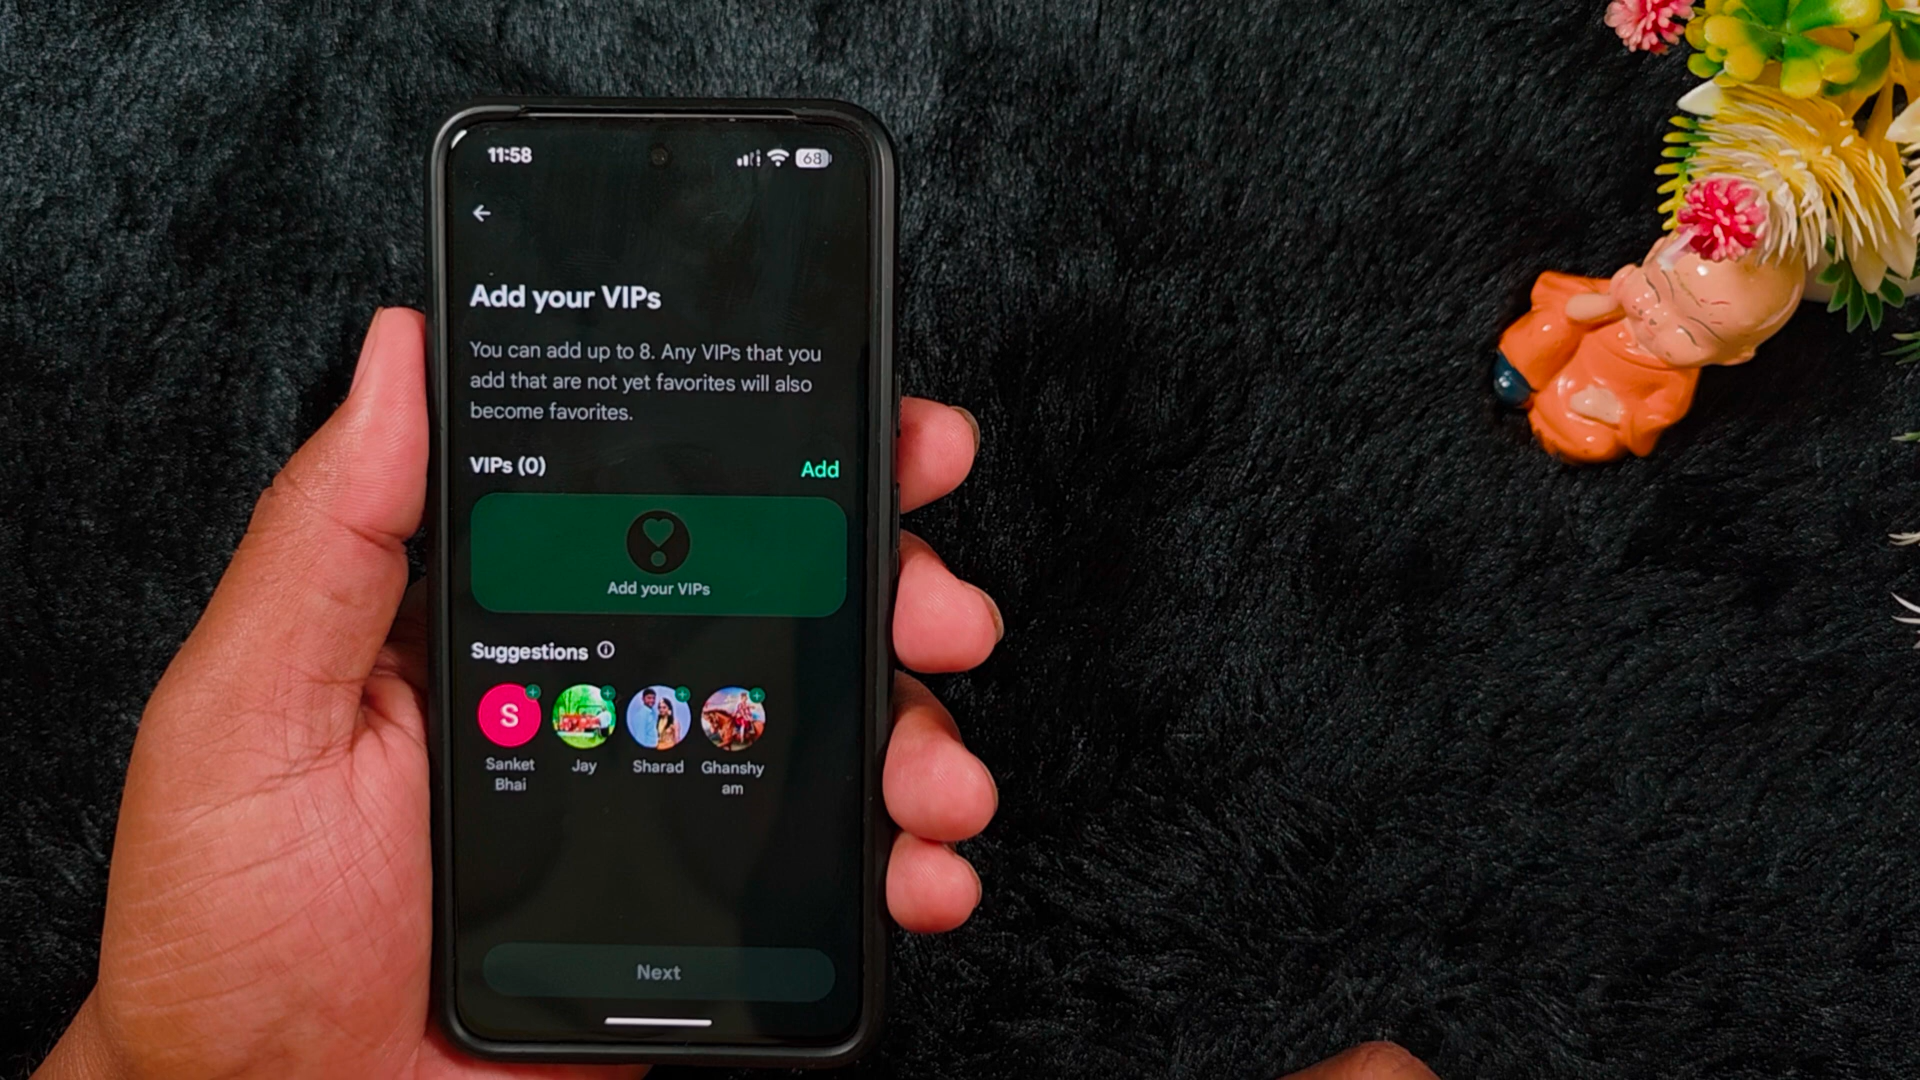 11:58
68
Add your VIPs
You can add up to 8. Any VIPs that you
add that are not yet favorites will also
become favorites.
VIPs (0)
Add
Add your VIPs
Suggestions
S
Sanket
Bhai
Jay
Sharad
Ghanshy
am
Next